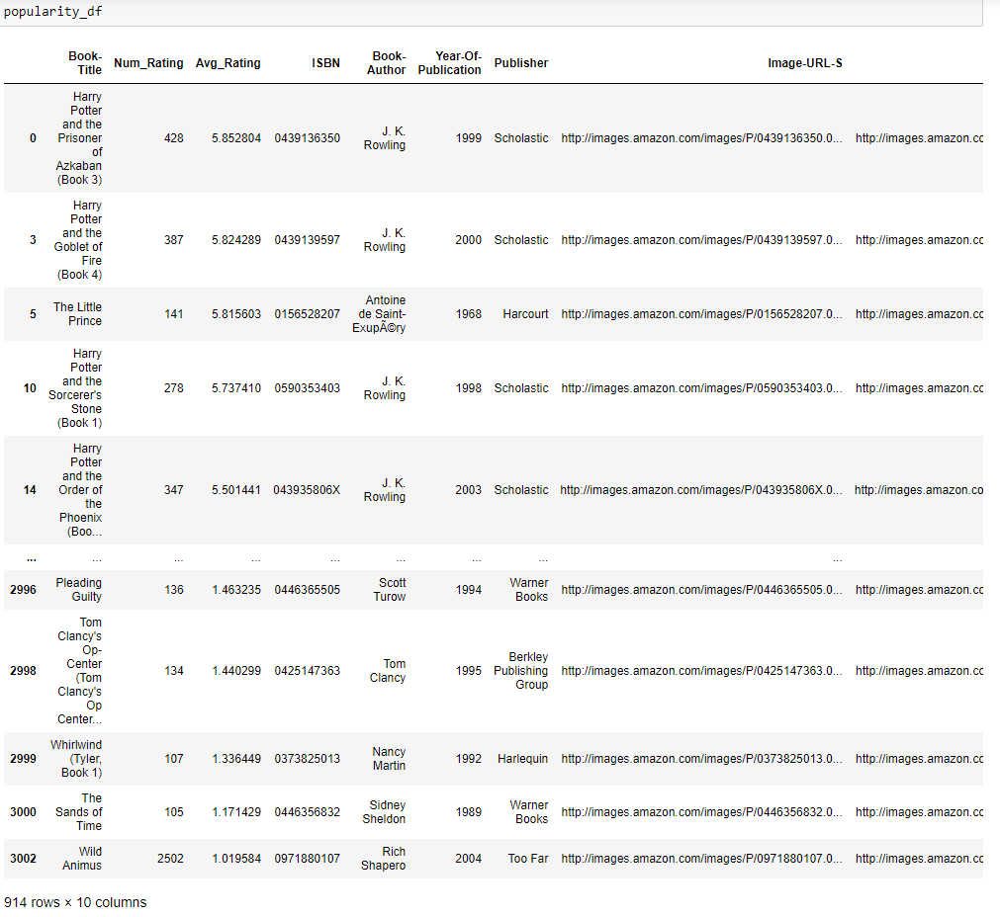 popularity_df
Book-Title Num_Rating Avg_Rating ISBN Book-Author Year-Of-Publication Publisher Image-URL-S
0 Harry Potter and the Prisoner of Azkaban (Book 3) 428 5.852804 0439136350 J. K. Rowling 1999 Scholastic http://images.amazon.com/images/P/0439136350.0... http://images.amazon.co
3 Harry Potter and the Goblet of Fire (Book 4) 387 5.824289 0439139597 J. K. Rowling 2000 Scholastic http://images.amazon.com/images/P/0439139597.0... http://images.amazon.co
5 The Little Prince 141 5.815603 0156528207 Antoine de Saint-ExupÃ©ry 1968 Harcourt http://images.amazon.com/images/P/0156528207.0... http://images.amazon.co
10 Harry Potter and the Sorcerer's Stone (Book 1) 278 5.737410 0590353403 J. K. Rowling 1998 Scholastic http://images.amazon.com/images/P/0590353403.0... http://images.amazon.co
14 Harry Potter and the Order of the Phoenix (Boo... 347 5.501441 043935806X J. K. Rowling 2003 Scholastic http://images.amazon.com/images/P/043935806X.0... http://images.amazon.co
... ... ... ... ... ... ... ... ...
2996 Pleading Guilty 136 1.463235 0446365505 Scott Turow 1994 Warner Books http://images.amazon.com/images/P/0446365505.0... http://images.amazon.co
2998 Tom Clancy's Op-Center (Tom Clancy's Op Center... 134 1.440299 0425147363 Tom Clancy 1995 Berkley Publishing Group http://images.amazon.com/images/P/0425147363.0... http://images.amazon.co
2999 Whirlwind (Tyler, Book 1) 107 1.336449 0373825013 Nancy Martin 1992 Harlequin http://images.amazon.com/images/P/0373825013.0... http://images.amazon.co
3000 The Sands of Time 105 1.171429 0446356832 Sidney Sheldon 1989 Warner Books http://images.amazon.com/images/P/0446356832.0... http://images.amazon.co
3002 Wild Animus 2502 1.019584 0971880107 Rich Shapero 2004 Too Far http://images.amazon.com/images/P/0971880107.0... http://images.amazon.co
914 rows × 10 columns